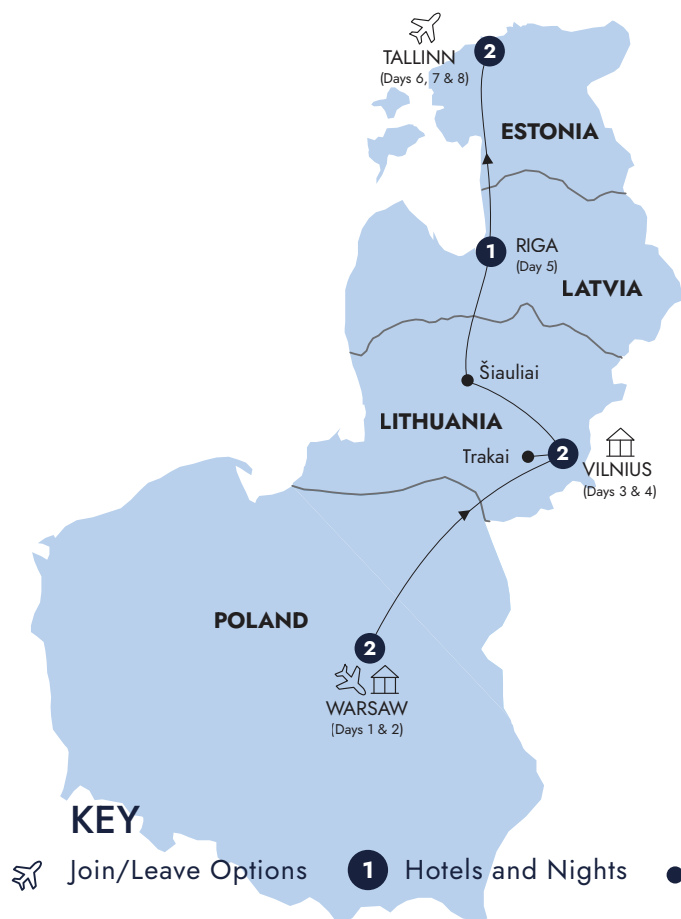 2
TALLINN
(Days 6, 7 & 8)
ESTONIA
1
RIGA
(Day 5)
LATVIA
Šiauliai
LITHUANIA
Trakai
2
VILNIUS
(Days 3 & 4)
POLAND
2
WARSAW
(Days 1 & 2)
KEY
Join/Leave Options
1 Hotels and Nights